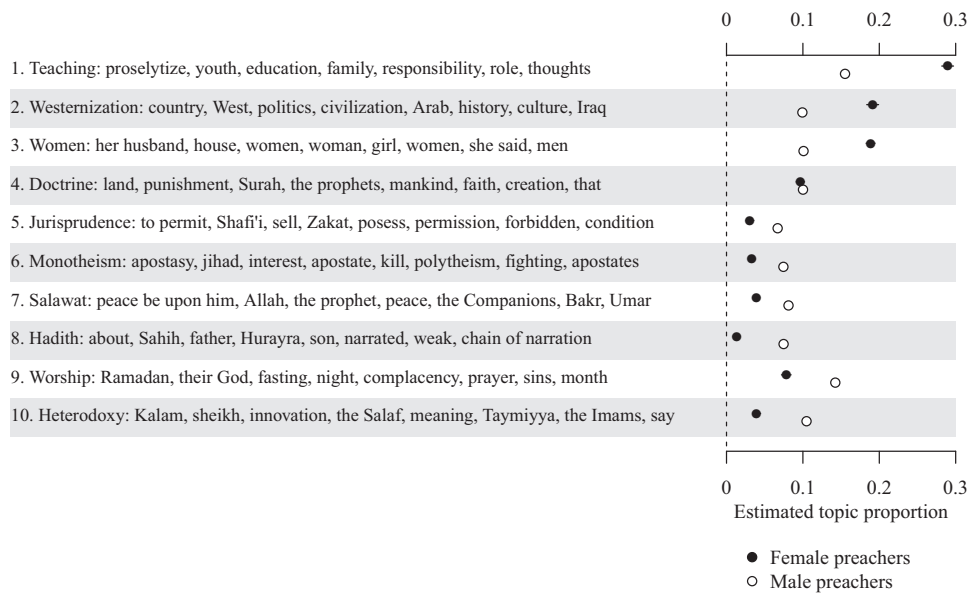 0 0.1 0.2 0.3
1. Teaching: proselytize, youth, education, family, responsibility, role, thoughts
2. Westernization: country, West, politics, civilization, Arab, history, culture, Iraq
3. Women: her husband, house, women, woman, girl, women, she said, men
4. Doctrine: land, punishment, Surah, the prophets, mankind, faith, creation, that
5. Jurisprudence: to permit, Shafi'i, sell, Zakat, posess, permission, forbidden, condition
6. Monotheism: apostasy, jihad, interest, apostate, kill, polytheism, fighting, apostates
7. Salawat: peace be upon him, Allah, the prophet, peace, the Companions, Bakr, Umar
8. Hadith: about, Sahih, father, Hurayra, son, narrated, weak, chain of narration
9. Worship: Ramadan, their God, fasting, night, complacency, prayer, sins, month
10. Heterodoxy: Kalam, sheikh, innovation, the Salaf, meaning, Taymiyya, the Imams, say
0 0.1 0.2 0.3
Estimated topic proportion
Female preachers
Male preachers